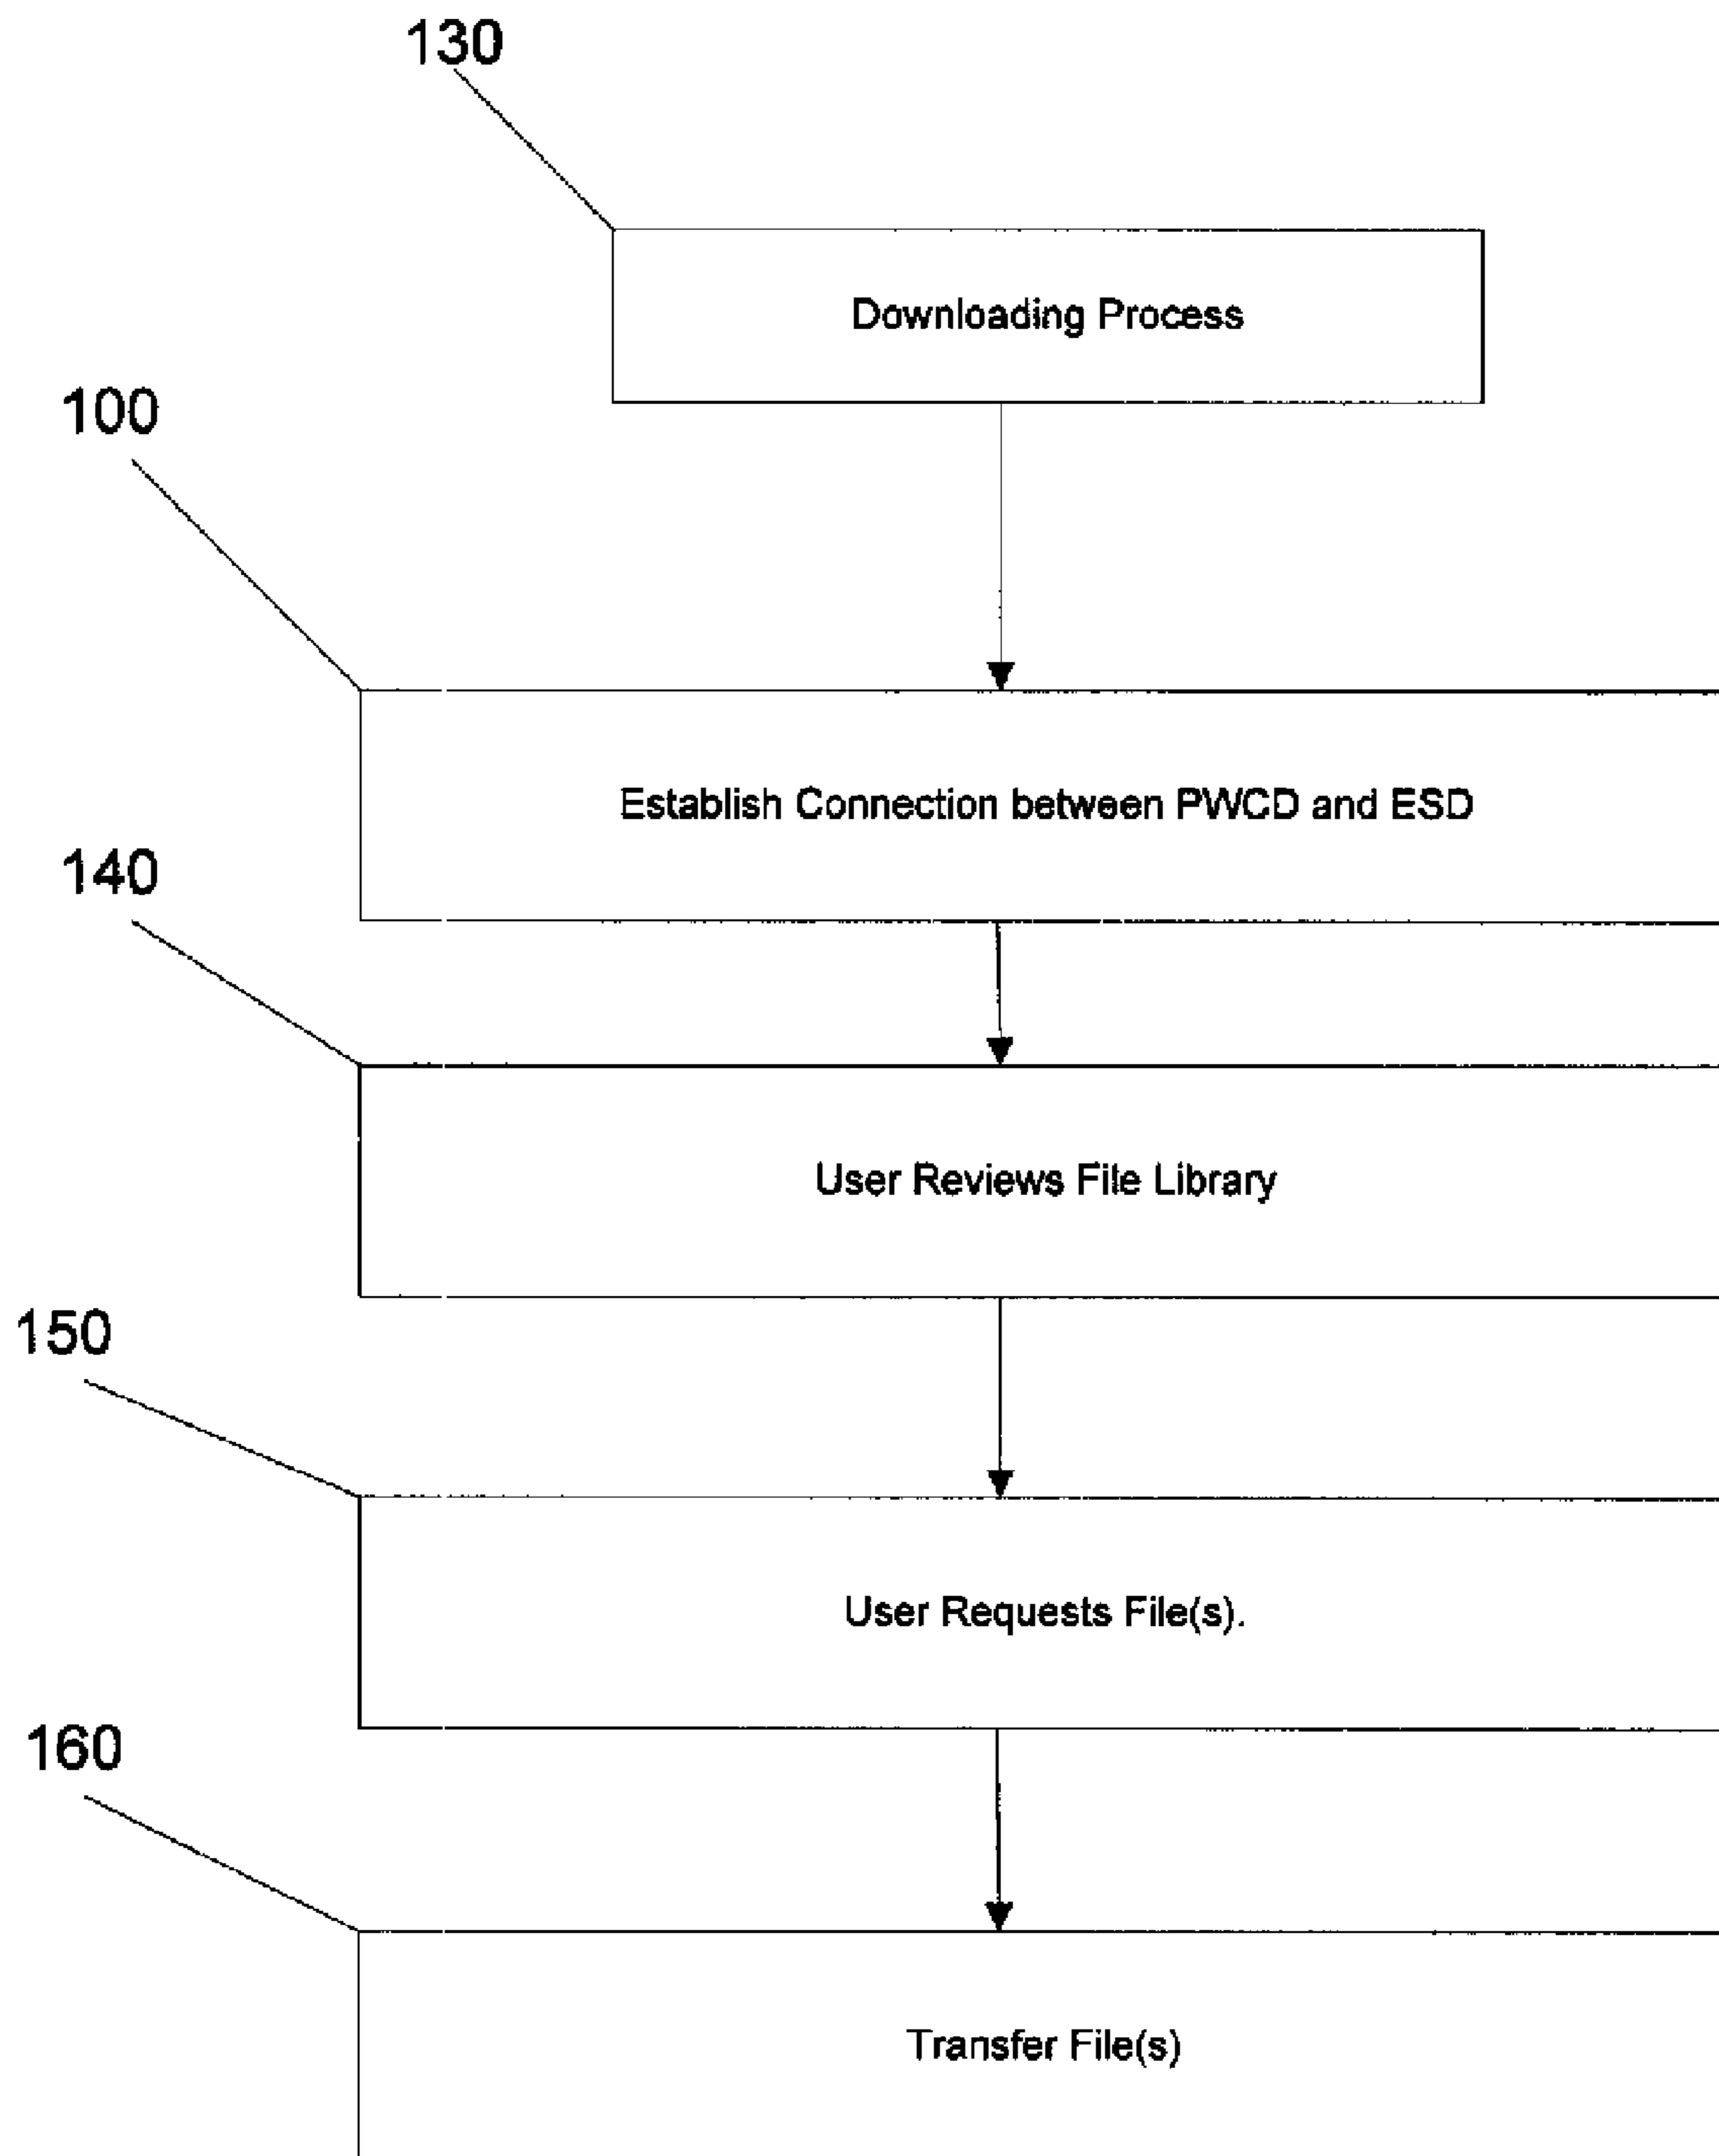 130
Downloading Process
100
Establish Connection between PWCD and ESD
140
User Reviews File Library
150
User Requests File(s).
160
Transfer File(s)